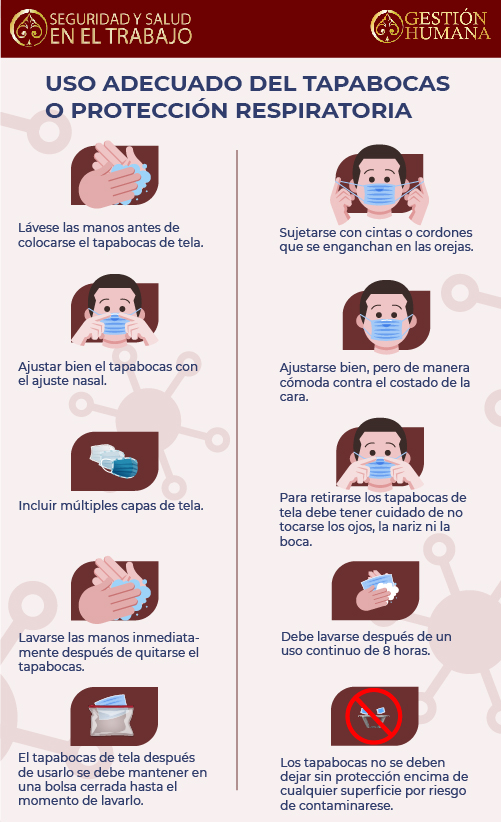 SEGURIDAD Y SALUD
EN EL TRABAJO
GESTIÓN
HUMANA
USO ADECUADO DEL TAPABOCAS
O PROTECCIÓN RESPIRATORIA
Lávese las manos antes de
colocarse el tapabocas de tela.
Sujetarse con cintas o cordones
que se enganchan en las orejas.
Ajustar bien el tapabocas con
el ajuste nasal.
Ajustarse bien, pero de manera
cómoda contra el costado de la
cara.
Incluir múltiples capas de tela.
Para retirarse los tapabocas de
tela debe tener cuidado de no
tocarse los ojos, la nariz ni la
boca.
Lavarse las manos inmediata-
mente después de quitarse el
tapabocas.
Debe lavarse después de un
uso continuo de 8 horas.
El tapabocas de tela después
de usarlo se debe mantener en
una bolsa cerrada hasta el
momento de lavarlo.
Los tapabocas no se deben
dejar sin protección encima de
cualquier superficie por riesgo
de contaminarese.